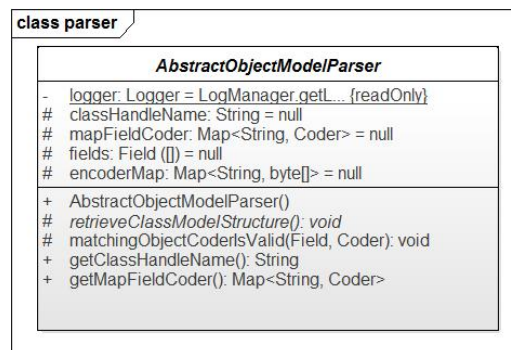 class parser
AbstractObjectModelParser
- logger: Logger = LogManager.getL... {readOnly}
# classHandleName: String = null
# mapFieldCoder: Map<String, Coder> = null
# fields: Field ([]) = null
# encoderMap: Map<String, byte[]> = null
+ AbstractObjectModelParser()
# retrieveClassModelStructure(): void
# matchingObjectCoderIsValid(Field, Coder): void
+ getClassHandleName(): String
+ getMapFieldCoder(): Map<String, Coder>